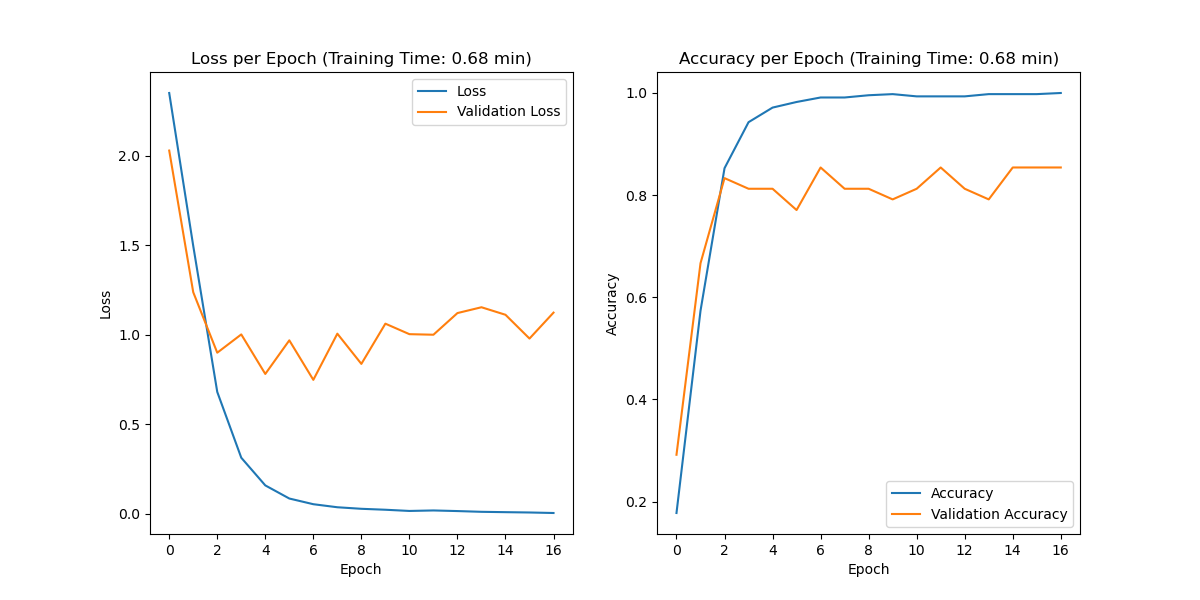 Loss per Epoch (Training Time: 0.68 min)
Loss
Validation Loss
2.0
1.5
1.0
0.5
0.0
Loss
0 2 4 6 8 10 12 14 16
Epoch
Accuracy per Epoch (Training Time: 0.68 min)
1.0
0.8
0.6
0.4
0.2
Accuracy
Accuracy
Validation Accuracy
0 2 4 6 8 10 12 14 16
Epoch